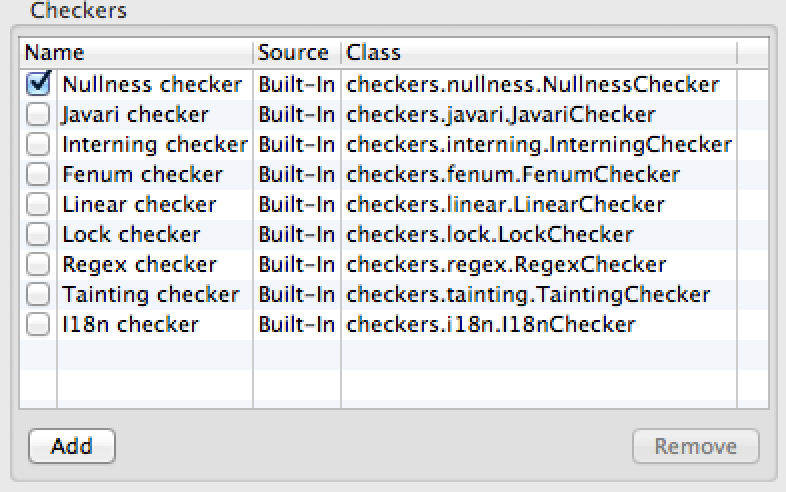 Checkers
Name Source Class
Nullness checker Built-In checkers.nullness.NullnessChecker
Javari checker Built-In checkers.javari.JavariChecker
Interning checker Built-In checkers.interning.InterningChecker
Fenum checker Built-In checkers.fenum.FenumChecker
Linear checker Built-In checkers.linear.LinearChecker
Lock checker Built-In checkers.lock.LockChecker
Regex checker Built-In checkers.regex.RegexChecker
Tainting checker Built-In checkers.tainting.TaintingChecker
I18n checker Built-In checkers.i18n.I18nChecker
Add Remove